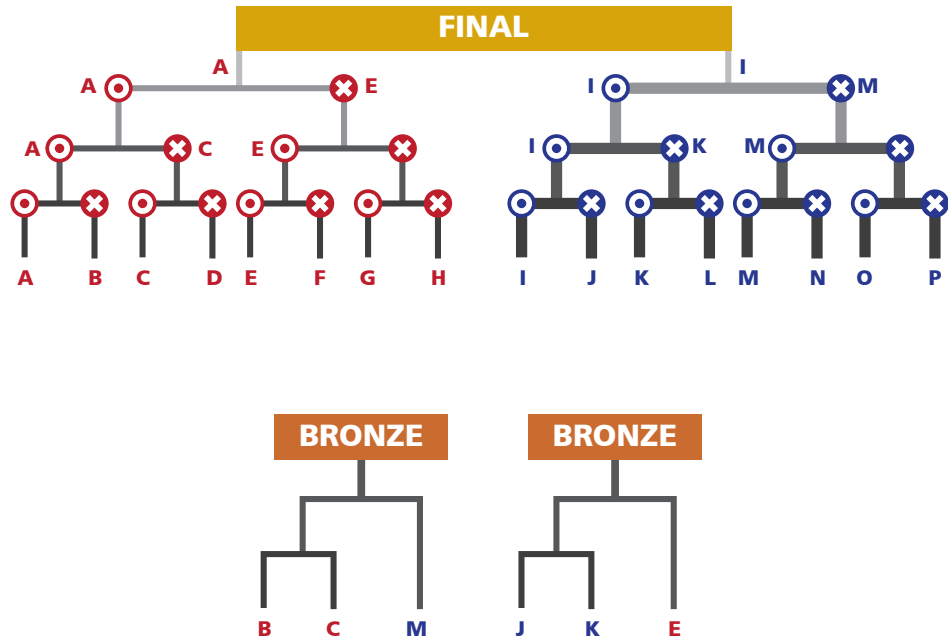 FINAL
A I
A E I M
A C E I K M
A B C D E F G H I J K L M N O P
BRONZE BRONZE
B C M J K E